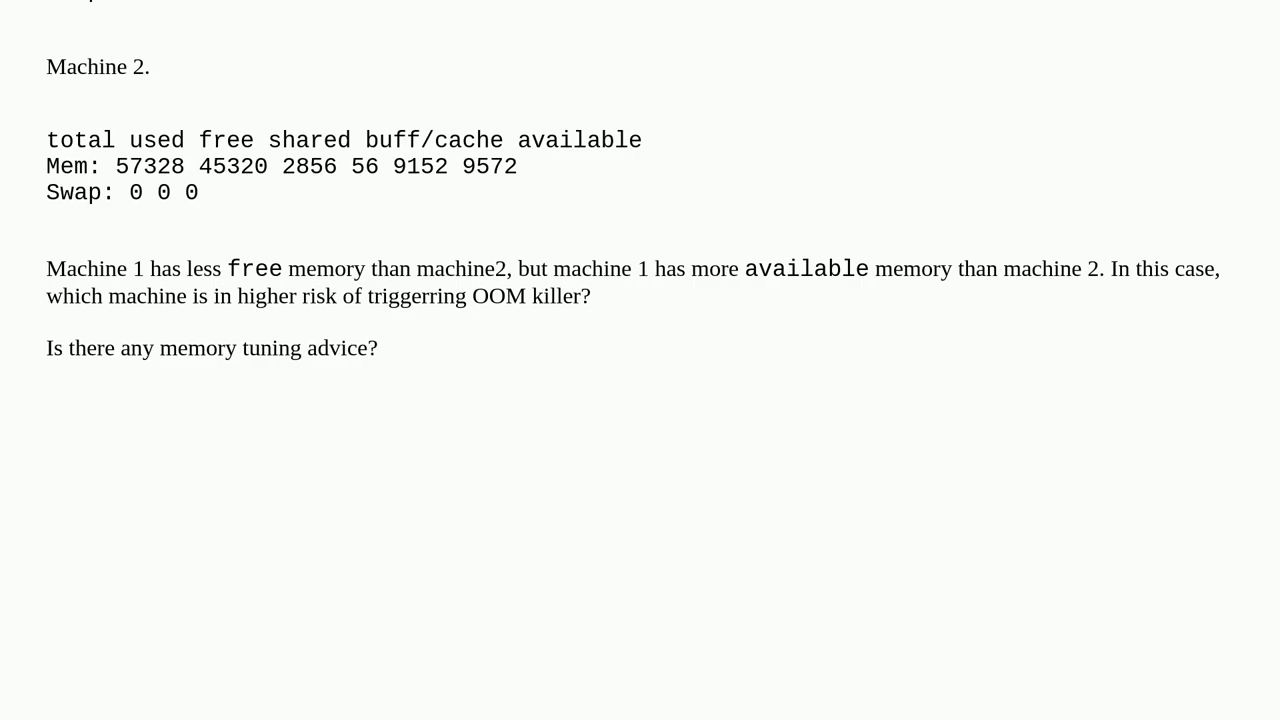 Machine 2.
total used free shared buff/cache available
Mem: 57328 45320 2856 56 9152 9572
Swap: 0 0 0
Machine 1 has less free memory than machine2, but machine 1 has more available memory than machine 2. In this case,
which machine is in higher risk of triggerring OOM killer?
Is there any memory tuning advice?